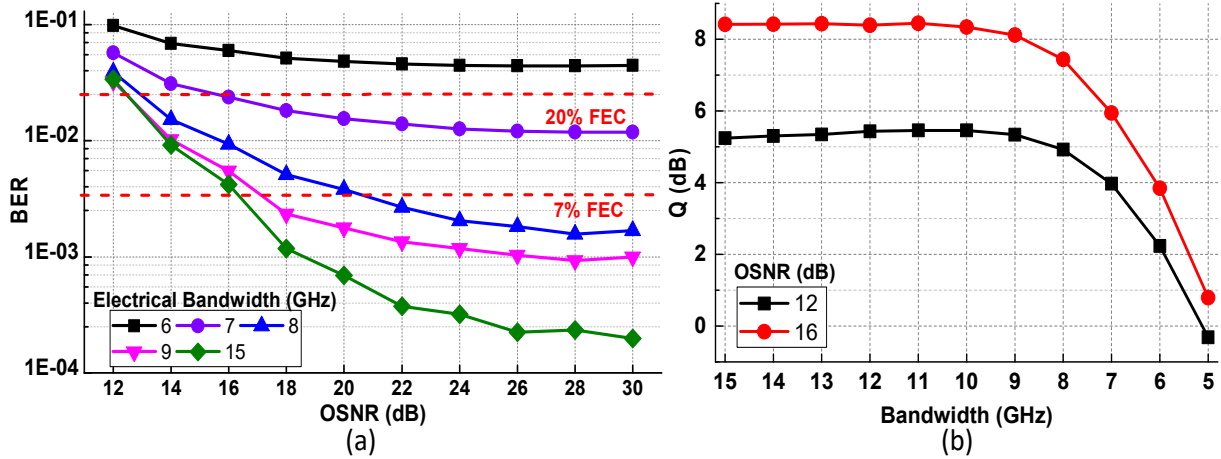 1E-01
1E-02
1E-03
1E-04
BER
20% FEC
7% FEC
Electrical Bandwidth (GHz)
6 7 8
9 15
12 14 16 18 20 22 24 26 28 30
OSNR (dB)
(a)
8
6
4
2
0
Q (dB)
OSNR (dB)
12
16
15 14 13 12 11 10 9 8 7 6 5
Bandwidth (GHz)
(b)